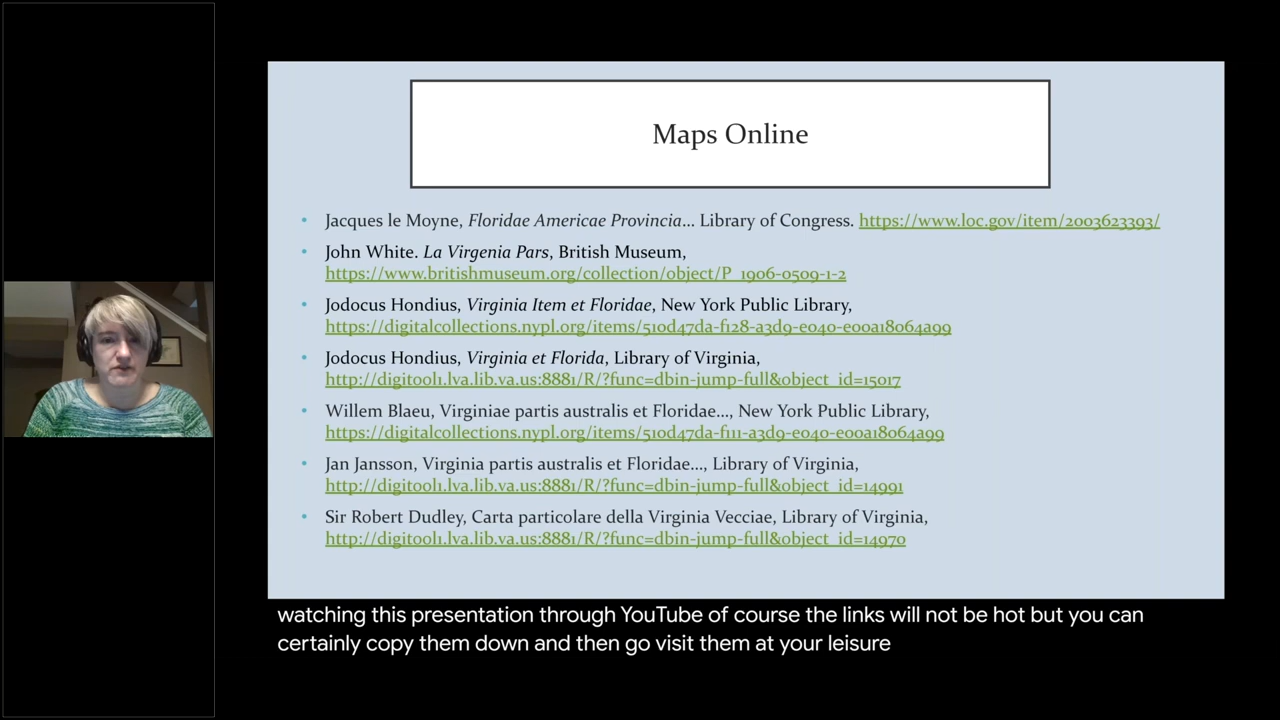 Maps Online
• Jacques le Moyne, Floridae Americae Provincia... Library of Congress. https://www.loc.gov/item/2003623393/
• John White. La Virgenia Pars, British Museum,
https://www.britishmuseum.org/collection/object/P_1906-0509-1-2
• Jodocus Hondius, Virginia Item et Floridae, New York Public Library,
https://digitalcollections.nypl.org/items/510d47da-f128-a3d9-e040-e00a18064a99
• Jodocus Hondius, Virginia et Florida, Library of Virginia,
http://digitool1.lva.lib.va.us:8881/R/?func=dbin-jump-full&object_id=15017
• Willem Blaeu, Virginiae partis australis et Floridae..., New York Public Library,
https://digitalcollections.nypl.org/items/510d47da-f111-a3d9-e040-e00a18064a99
• Jan Jansson, Virginia partis australis et Floridae..., Library of Virginia,
http://digitool1.lva.lib.va.us:8881/R/?func=dbin-jump-full&object_id=14991
• Sir Robert Dudley, Carta particolare della Virginia Vecciae, Library of Virginia,
http://digitool1.lva.lib.va.us:8881/R/?func=dbin-jump-full&object_id=14970
watching this presentation through YouTube of course the links will not be hot but you can
certainly copy them down and then go visit them at your leisure